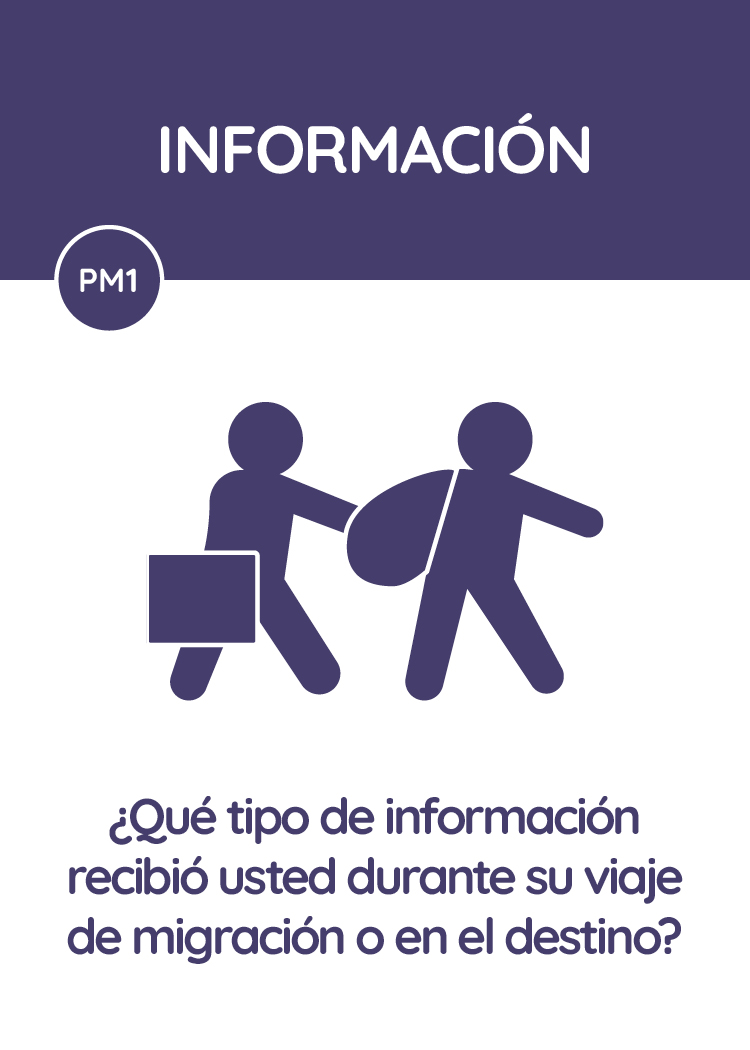 INFORMACIÓN
PM1
¿Qué tipo de información
recibió usted durante su viaje
de migración o en el destino?